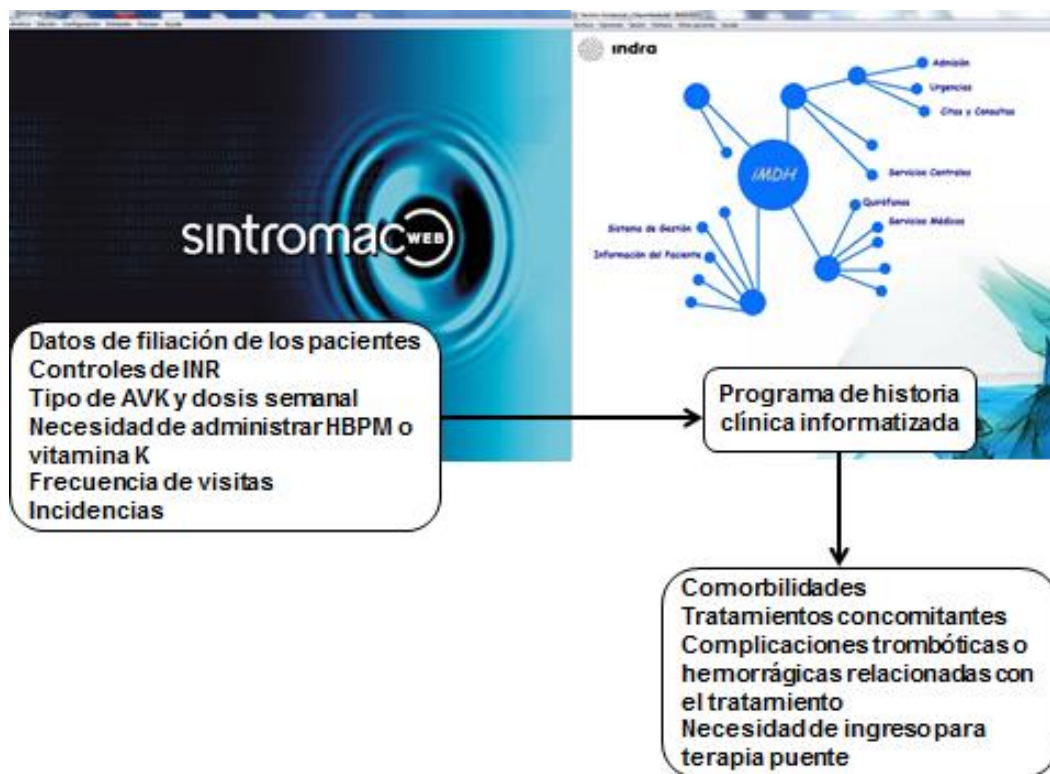 sintromac WEB
Datos de filiación de los pacientes
Controles de INR
Tipo de AVK y dosis semanal
Necesidad de administrar HBPM o
vitamina K
Frecuencia de visitas
Incidencias
indra
Admisión
Urgencias
Citas y Consultas
iMDH
Servicios Centrales
Quirófanos
Servicios Médicos
Sistema de Gestión
Información del Paciente
Programa de historia
clínica informatizada
Comorbilidades
Tratamientos concomitantes
Complicaciones trombóticas o
hemorrágicas relacionadas con
el tratamiento
Necesidad de ingreso para
terapia puente